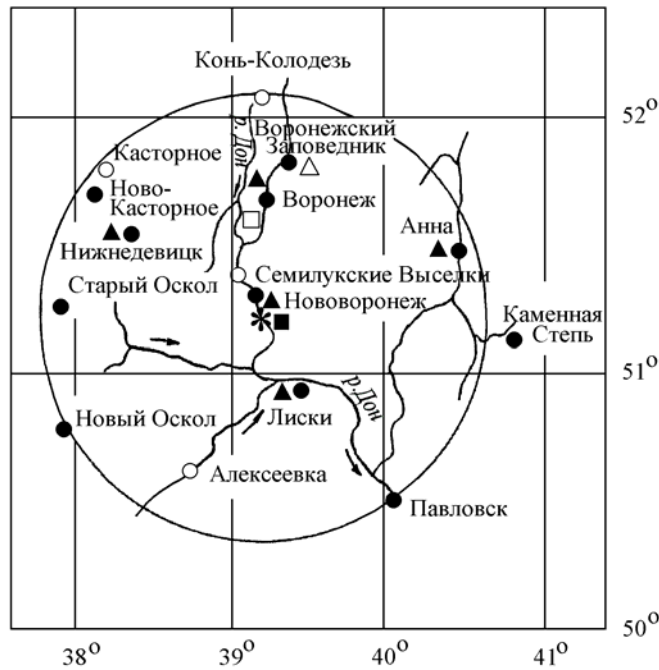 Конь-Колодезь
52°
р. Дон
Воронежский
Заповедник
Касторное
Ново-
Касторное
Воронеж
Анна
Нижнедевицк
Старый Оскол
Семилукские Выселки
Нововоронеж
Каменная
Степь
51°
р.Дон
Новый Оскол
Лиски
Алексеевка
Павловск
50°
38°
39°
40°
41°